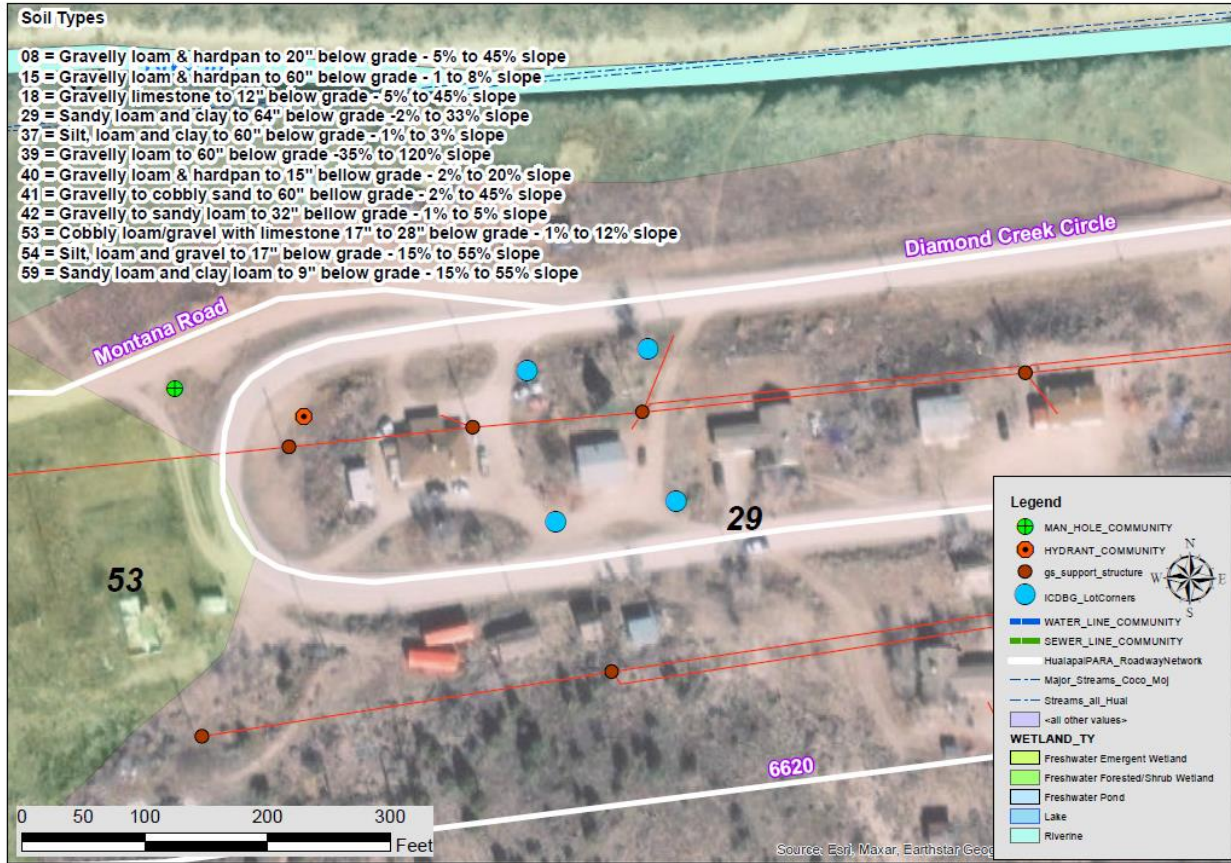 Soil Types
08 = Gravelly loam & hardpan to 20" below grade - 5% to 45% slope
15 = Gravelly loam & hardpan to 60" below grade - 1 to 8% slope
18 = Gravelly limestone to 12" below grade - 5% to 45% slope
29 = Sandy loam and clay to 64" below grade -2% to 33% slope
37 = Silt, loam and clay to 60" below grade - 1% to 3% slope
39 = Gravelly loam to 60" below grade -35% to 120% slope
40 = Gravelly loam & hardpan to 15" bellow grade - 2% to 20% slope
41 = Gravelly to cobbly sand to 60" below grade - 2% to 45% slope
42 = Gravelly to sandy loam to 32" bellow grade - 1% to 5% slope
53 = Cobbly loam/gravel with limestone 17" to 28" below grade - 1% to 12% slope
54 = Silt, loam and gravel to 17" below grade - 15% to 55% slope
59 = Sandy loam and clay loam to 9" below grade - 15% to 55% slope
Diamond Creek Circle
Montana Road
29
53
6620
Legend
MAN_HOLE_COMMUNITY
HYDRANT_COMMUNITY
gs_support_structure
ICDBG_LotCorners
N
W E
S
WATER_LINE_COMMUNITY
SEWER_LINE_COMMUNITY
HualapaiPARA_RoadwayNetwork
Major_Streams_Coco_Moj
Streams_all_Hual
<all other values>
WETLAND_TY
Freshwater Emergent Wetland
Freshwater Forested/Shrub Wetland
Freshwater Pond
Lake
Riverine
0 50 100 200 300
Feet
Source: Esri, Maxar, Earthstar Geog